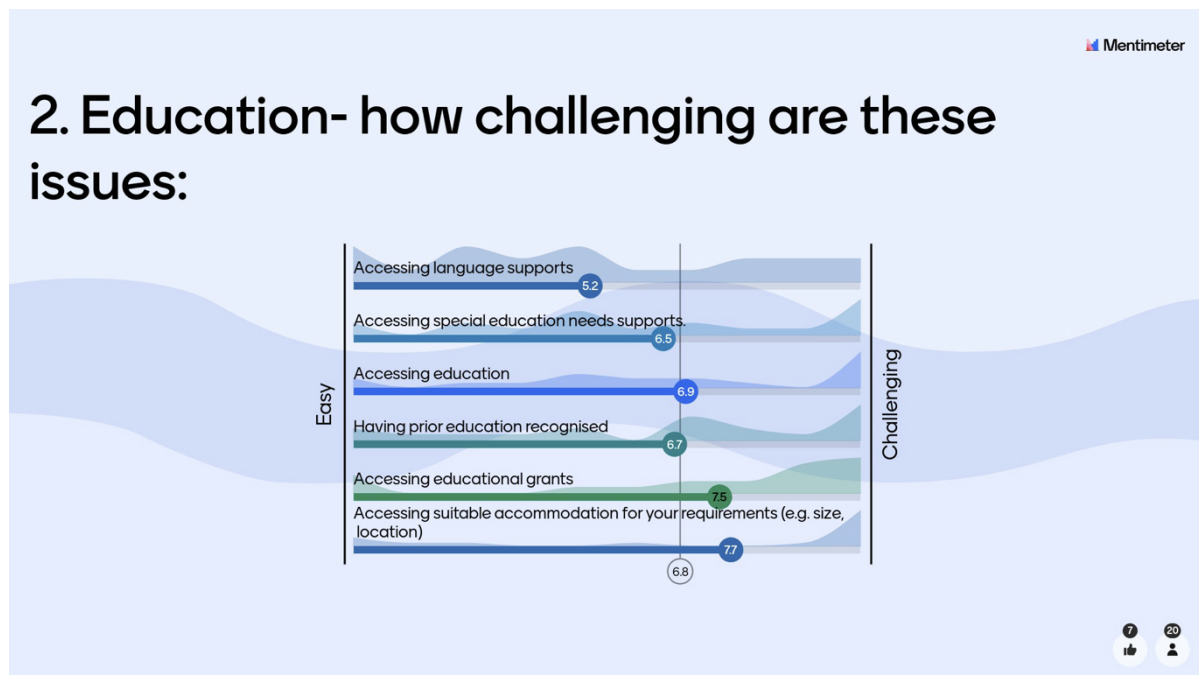 Mentimeter
2. Education- how challenging are these
issues:
Easy
Accessing language supports
5.2
Accessing special education needs supports.
6.5
Accessing education
6.9
Having prior education recognised
6.7
Accessing educational grants
7.5
Accessing suitable accommodation for your requirements (e.g. size,
location)
7.7
6.8
Challenging
7
20